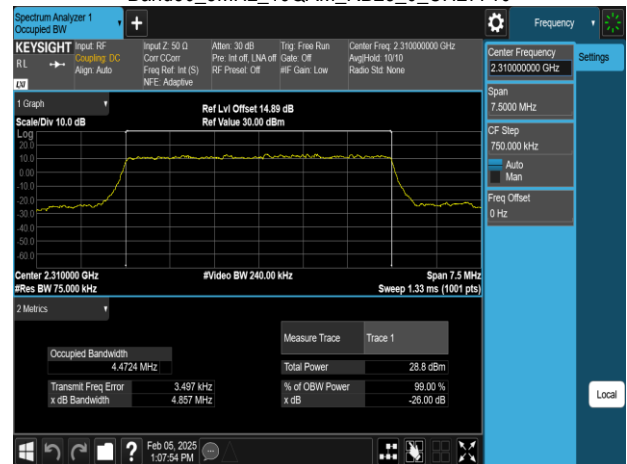 Spectrum Analyzer 1
Occupied BW
Frequency
KEYSIGHT
RL
LXI
Input: RF
Coupling: DC
Align: Auto
Input Z: 50 Ω
Corr CCorr
Freq Ref: Int (S)
NFE: Adaptive
Atten: 30 dB
Pre: Int off, LNA off
RF Preset: Off
Trig: Free Run
Gate: Off
#IF Gain: Low
Center Freq: 2.310000000 GHz
Avg|Hold: 10/10
Radio Std: None
Center Frequency
2.310000000 GHz
Settings
Span
7.5000 MHz
CF Step
750.000 kHz
Auto
Man
Freq Offset
0 Hz
Local
1 Graph
Scale/Div 10.0 dB
Ref Lvl Offset 14.89 dB
Ref Value 30.00 dBm
Log
20.0
10.0
0.00
-10.0
-20.0
-30.0
-40.0
-50.0
-60.0
Center 2.310000 GHz
#Res BW 75.000 kHz
#Video BW 240.00 kHz
Span 7.5 MHz
Sweep 1.33 ms (1001 pts)
2 Metrics
Measure Trace Trace 1
Occupied Bandwidth
4.4724 MHz
Total Power 28.8 dBm
Transmit Freq Error 3.497 kHz
% of OBW Power 99.00 %
x dB Bandwidth 4.857 MHz
x dB -26.00 dB
Feb 05, 2025
1:07:54 PM